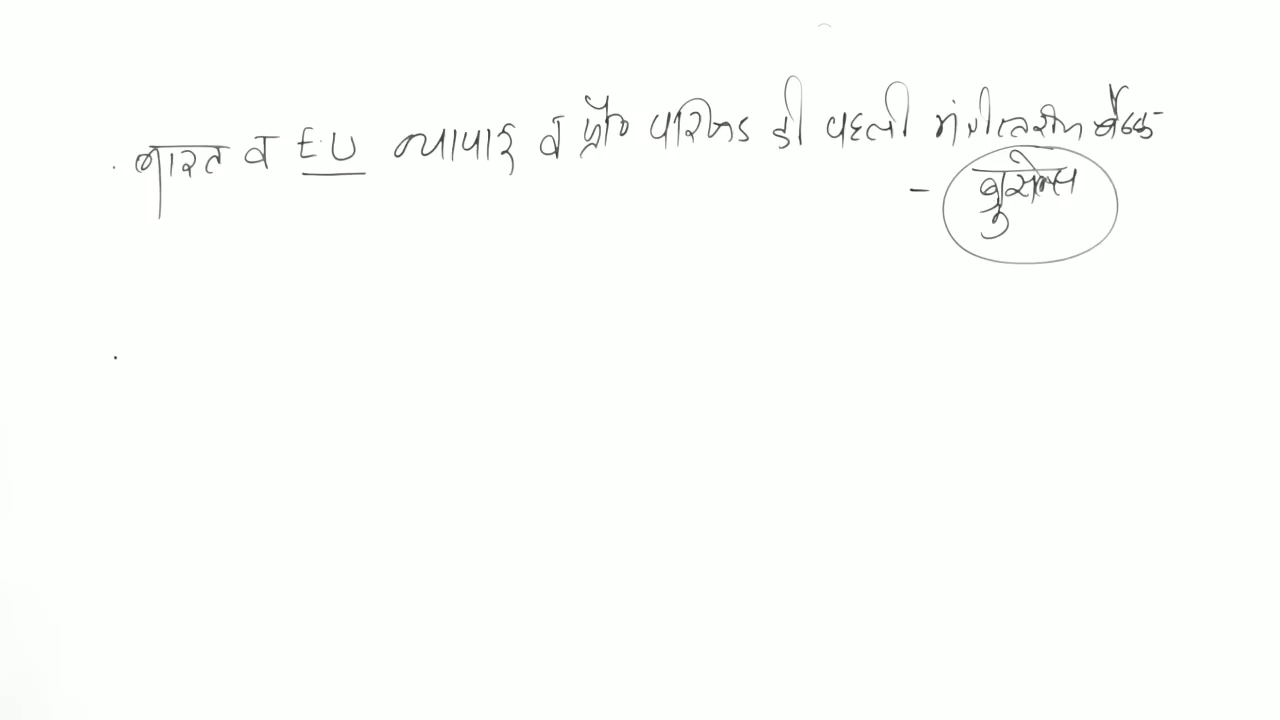 भारत व EU व्यापार व प्रौ० परिषद की पहली मंत्रीस्तरीय बैठक
- ब्रुसेल्स